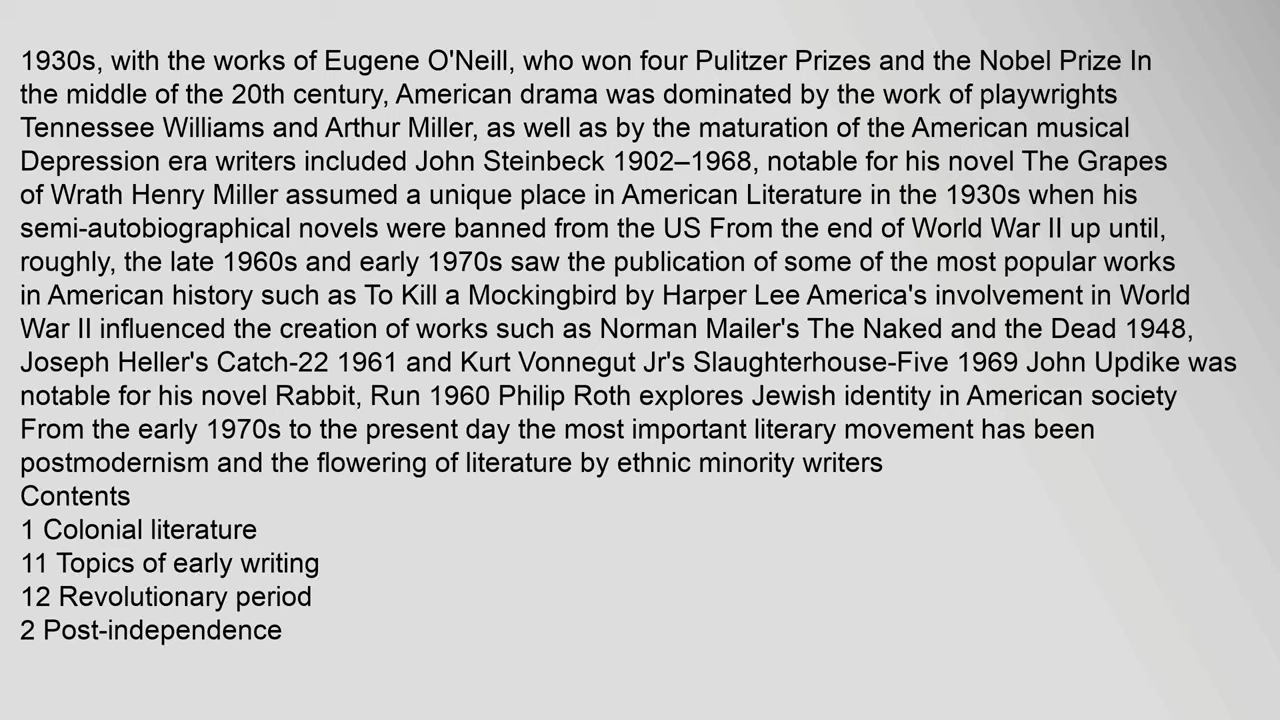 1930s, with the works of Eugene O'Neill, who won four Pulitzer Prizes and the Nobel Prize In
the middle of the 20th century, American drama was dominated by the work of playwrights
Tennessee Williams and Arthur Miller, as well as by the maturation of the American musical
Depression era writers included John Steinbeck 1902–1968, notable for his novel The Grapes
of Wrath Henry Miller assumed a unique place in American Literature in the 1930s when his
semi-autobiographical novels were banned from the US From the end of World War II up until,
roughly, the late 1960s and early 1970s saw the publication of some of the most popular works
in American history such as To Kill a Mockingbird by Harper Lee America's involvement in World
War II influenced the creation of works such as Norman Mailer's The Naked and the Dead 1948,
Joseph Heller's Catch-22 1961 and Kurt Vonnegut Jr's Slaughterhouse-Five 1969 John Updike was
notable for his novel Rabbit, Run 1960 Philip Roth explores Jewish identity in American society
From the early 1970s to the present day the most important literary movement has been
postmodernism and the flowering of literature by ethnic minority writers
Contents
1 Colonial literature
11 Topics of early writing
12 Revolutionary period
2 Post-independence